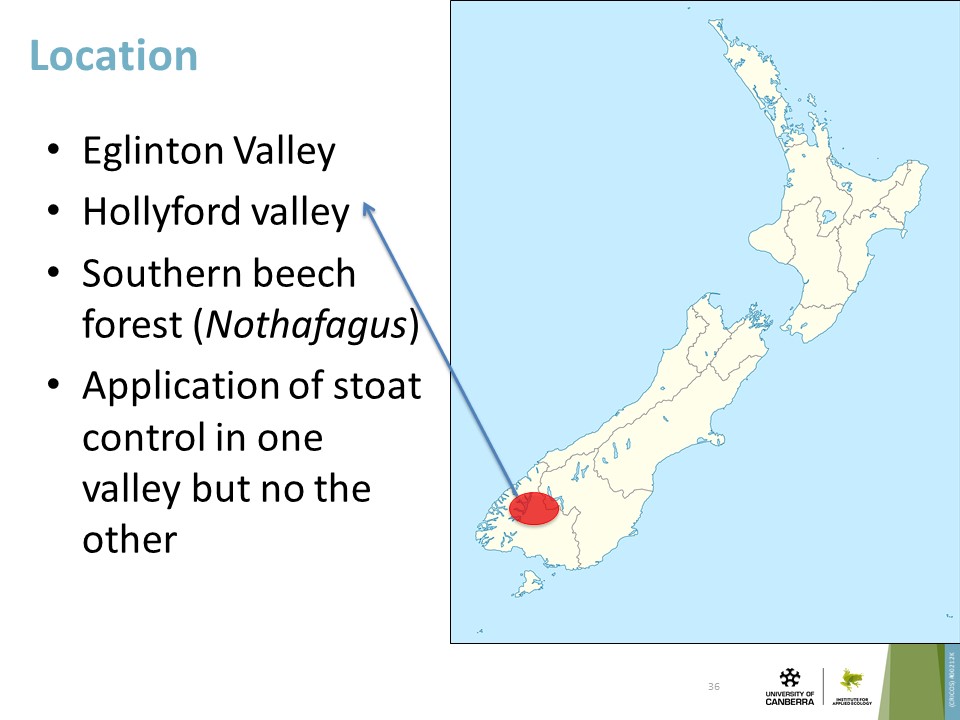 Location
• Eglinton Valley
• Hollyford valley
• Southern beech
forest (Nothafagus)
• Application of stoat
control in one
valley but no the
other
36
UNIVERSITY OF
CANBERRA
INSTITUTE FOR
APPLIED ECOLOGY